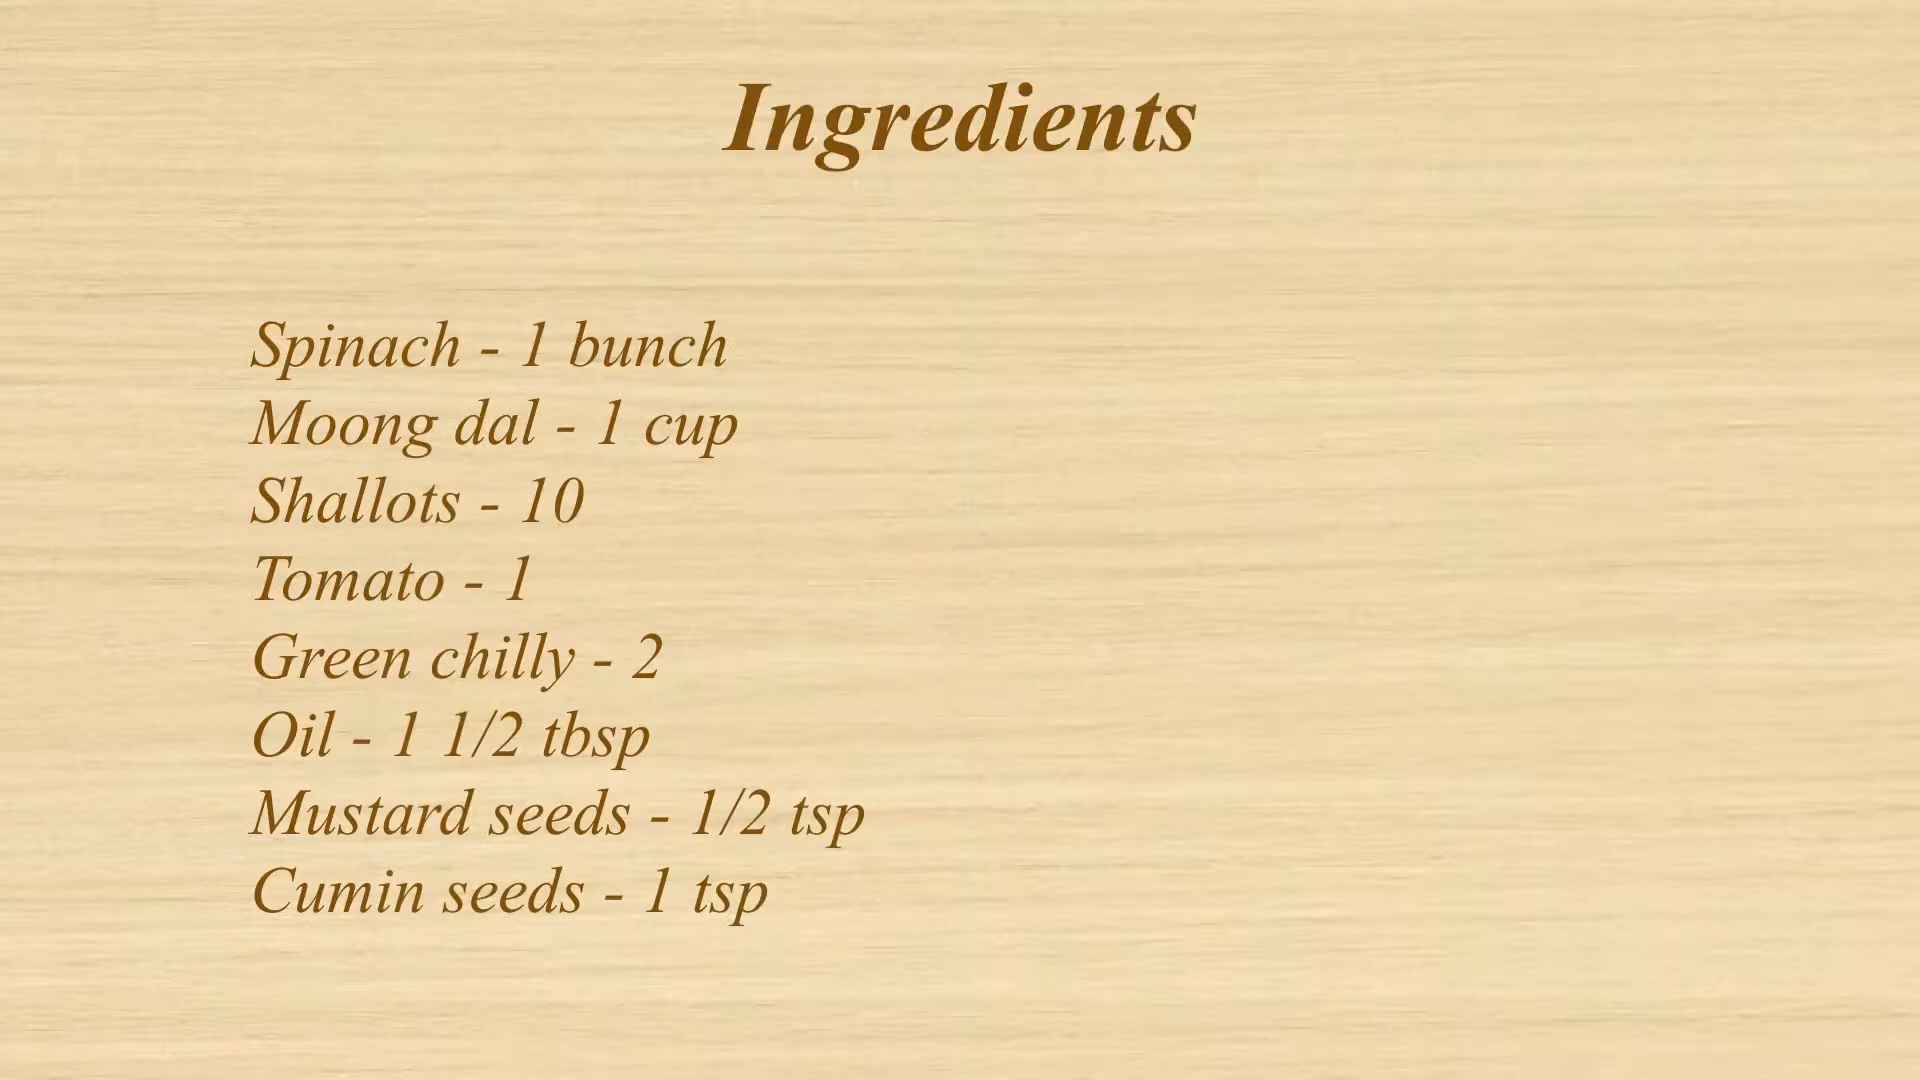 Ingredients
Spinach - 1 bunch
Moong dal - 1 cup
Shallots - 10
Tomato - 1
Green chilly - 2
Oil - 1 1/2 tbsp
Mustard seeds - 1/2 tsp
Cumin seeds - 1 tsp